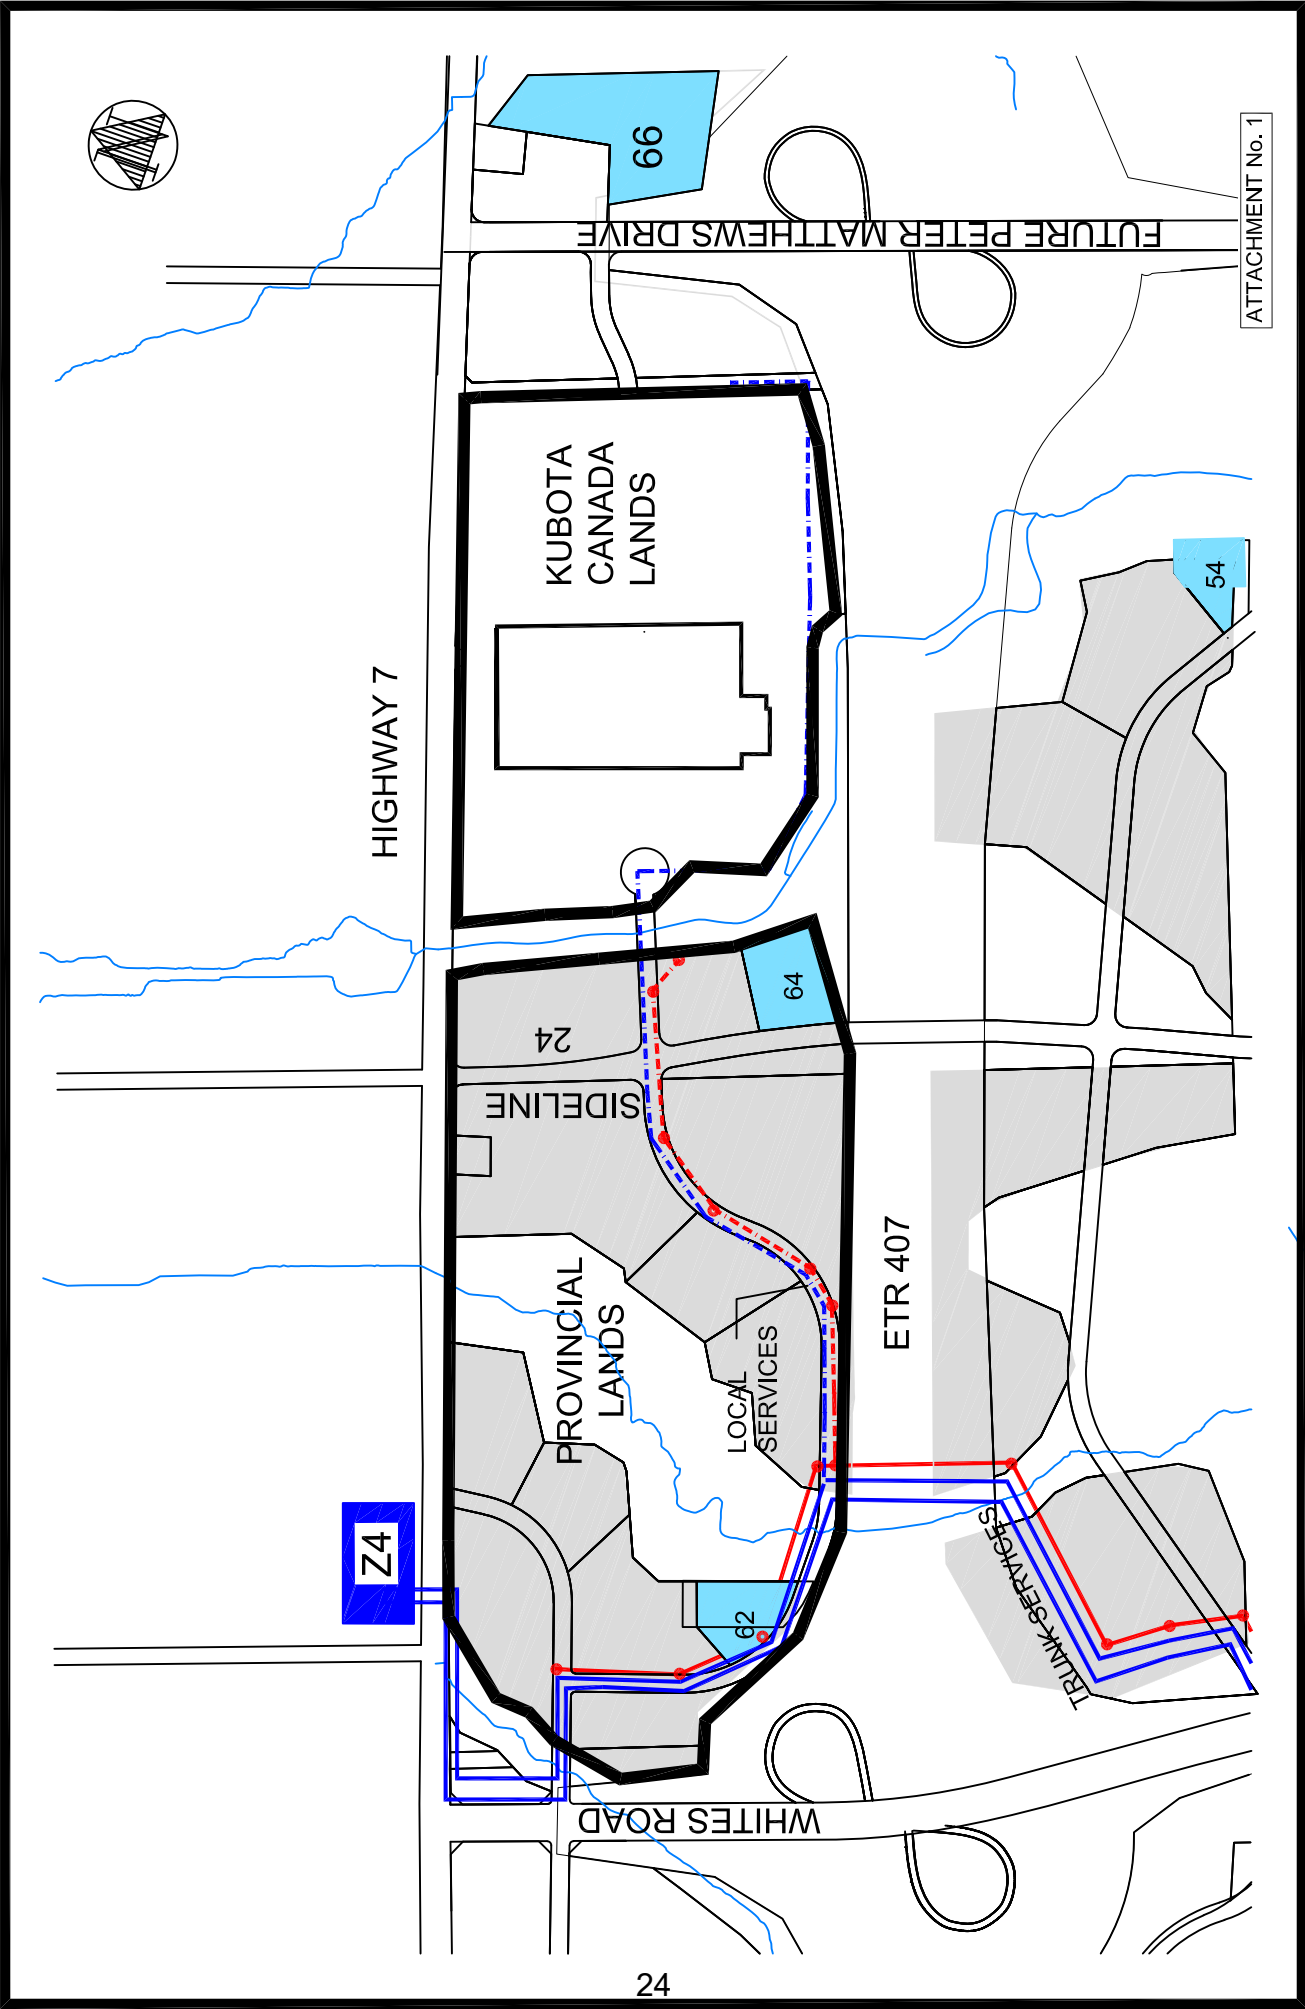 ATTACHMENT No. 1
66
FUTURE PETER MATTHEWS DRIVE
KUBOTA
CANADA
LANDS
54
HIGHWAY 7
64
SIDELINE 24
ETR 407
PROVINCIAL
LANDS
LOCAL
SERVICES
Z4
62
TRUNK SERVICES
WHITES ROAD
24